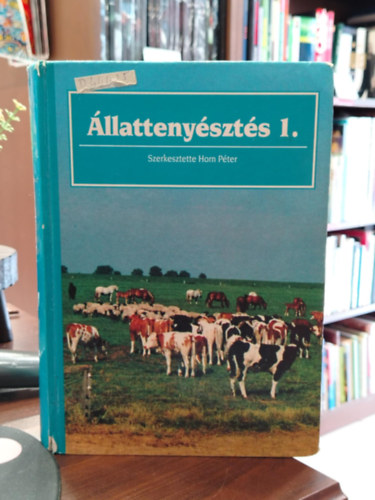 Állattenyésztés 1.
Szerkesztette Horn Péter